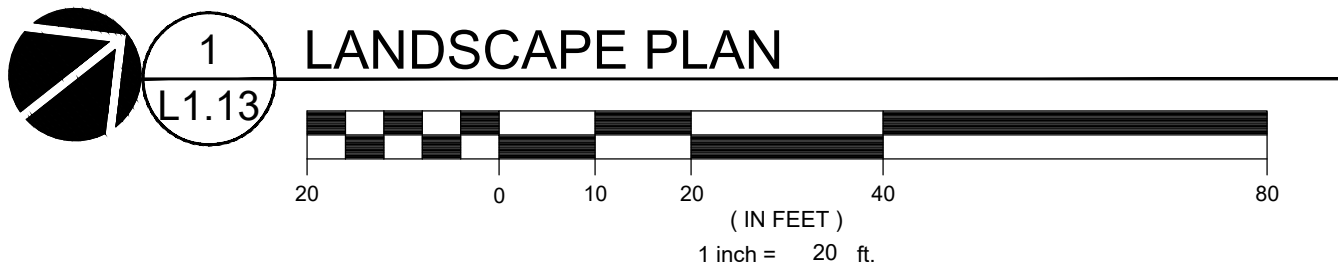 1
LANDSCAPE PLAN
L1.13
20 0 10 20 40 80
( IN FEET )
1 inch = 20 ft.